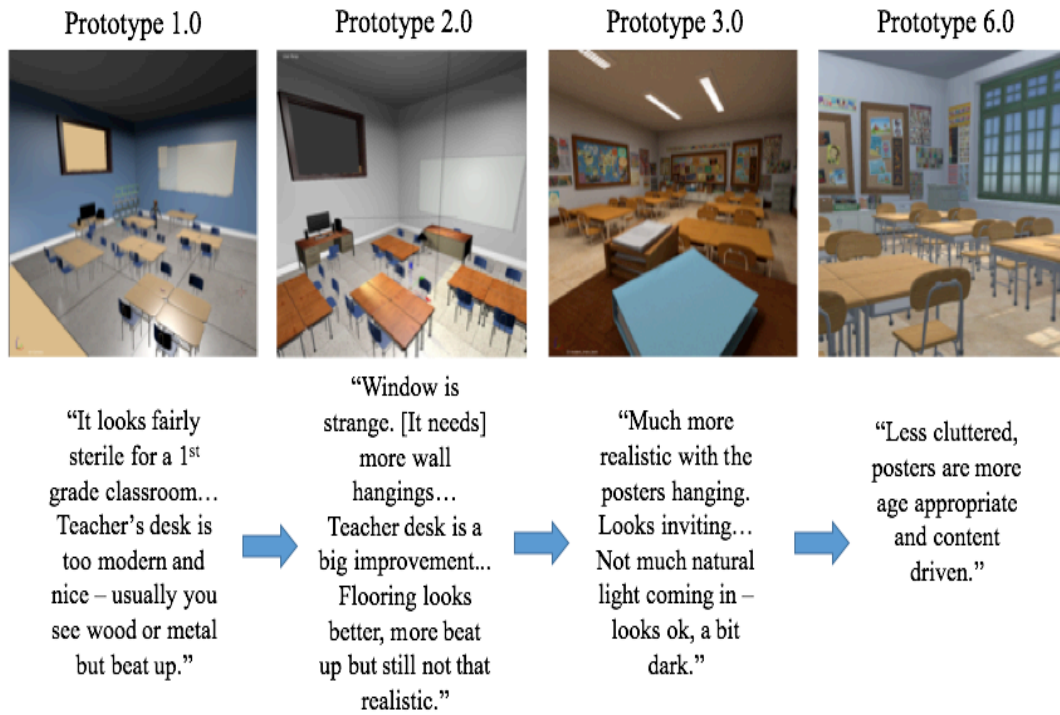 Prototype 1.0
Prototype 2.0
Prototype 3.0
Prototype 6.0
“It looks fairly
sterile for a 1st
grade classroom…
Teacher’s desk is
too modern and
nice – usually you
see wood or metal
but beat up.”
“Window is
strange. [It needs]
more wall
hangings…
Teacher desk is a
big improvement...
Flooring looks
better, more beat
up but still not that
realistic.”
“Much more
realistic with the
posters hanging.
Looks inviting…
Not much natural
light coming in –
looks ok, a bit
dark.”
“Less cluttered,
posters are more
age appropriate
and content
driven.”